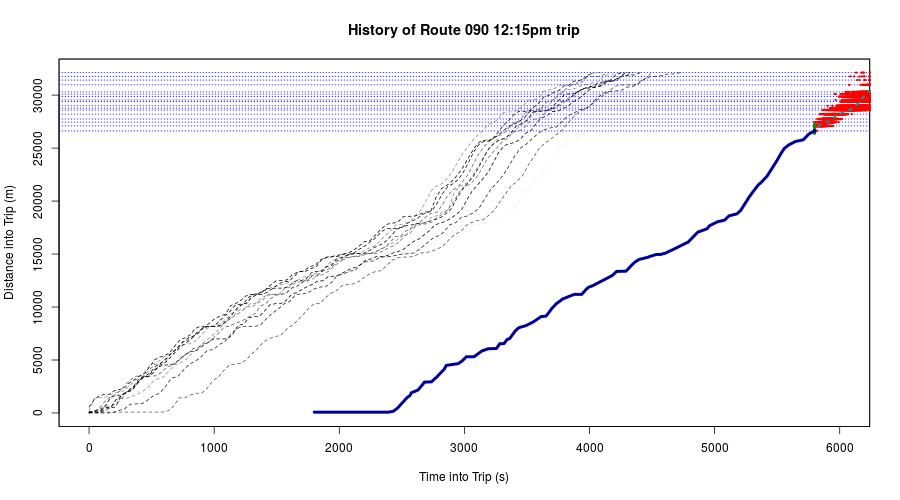 History of Route 090 12:15pm trip
Distance into Trip (m)
30000
25000
20000
15000
10000
5000
0
0 1000 2000 3000 4000 5000 6000
Time into Trip (s)